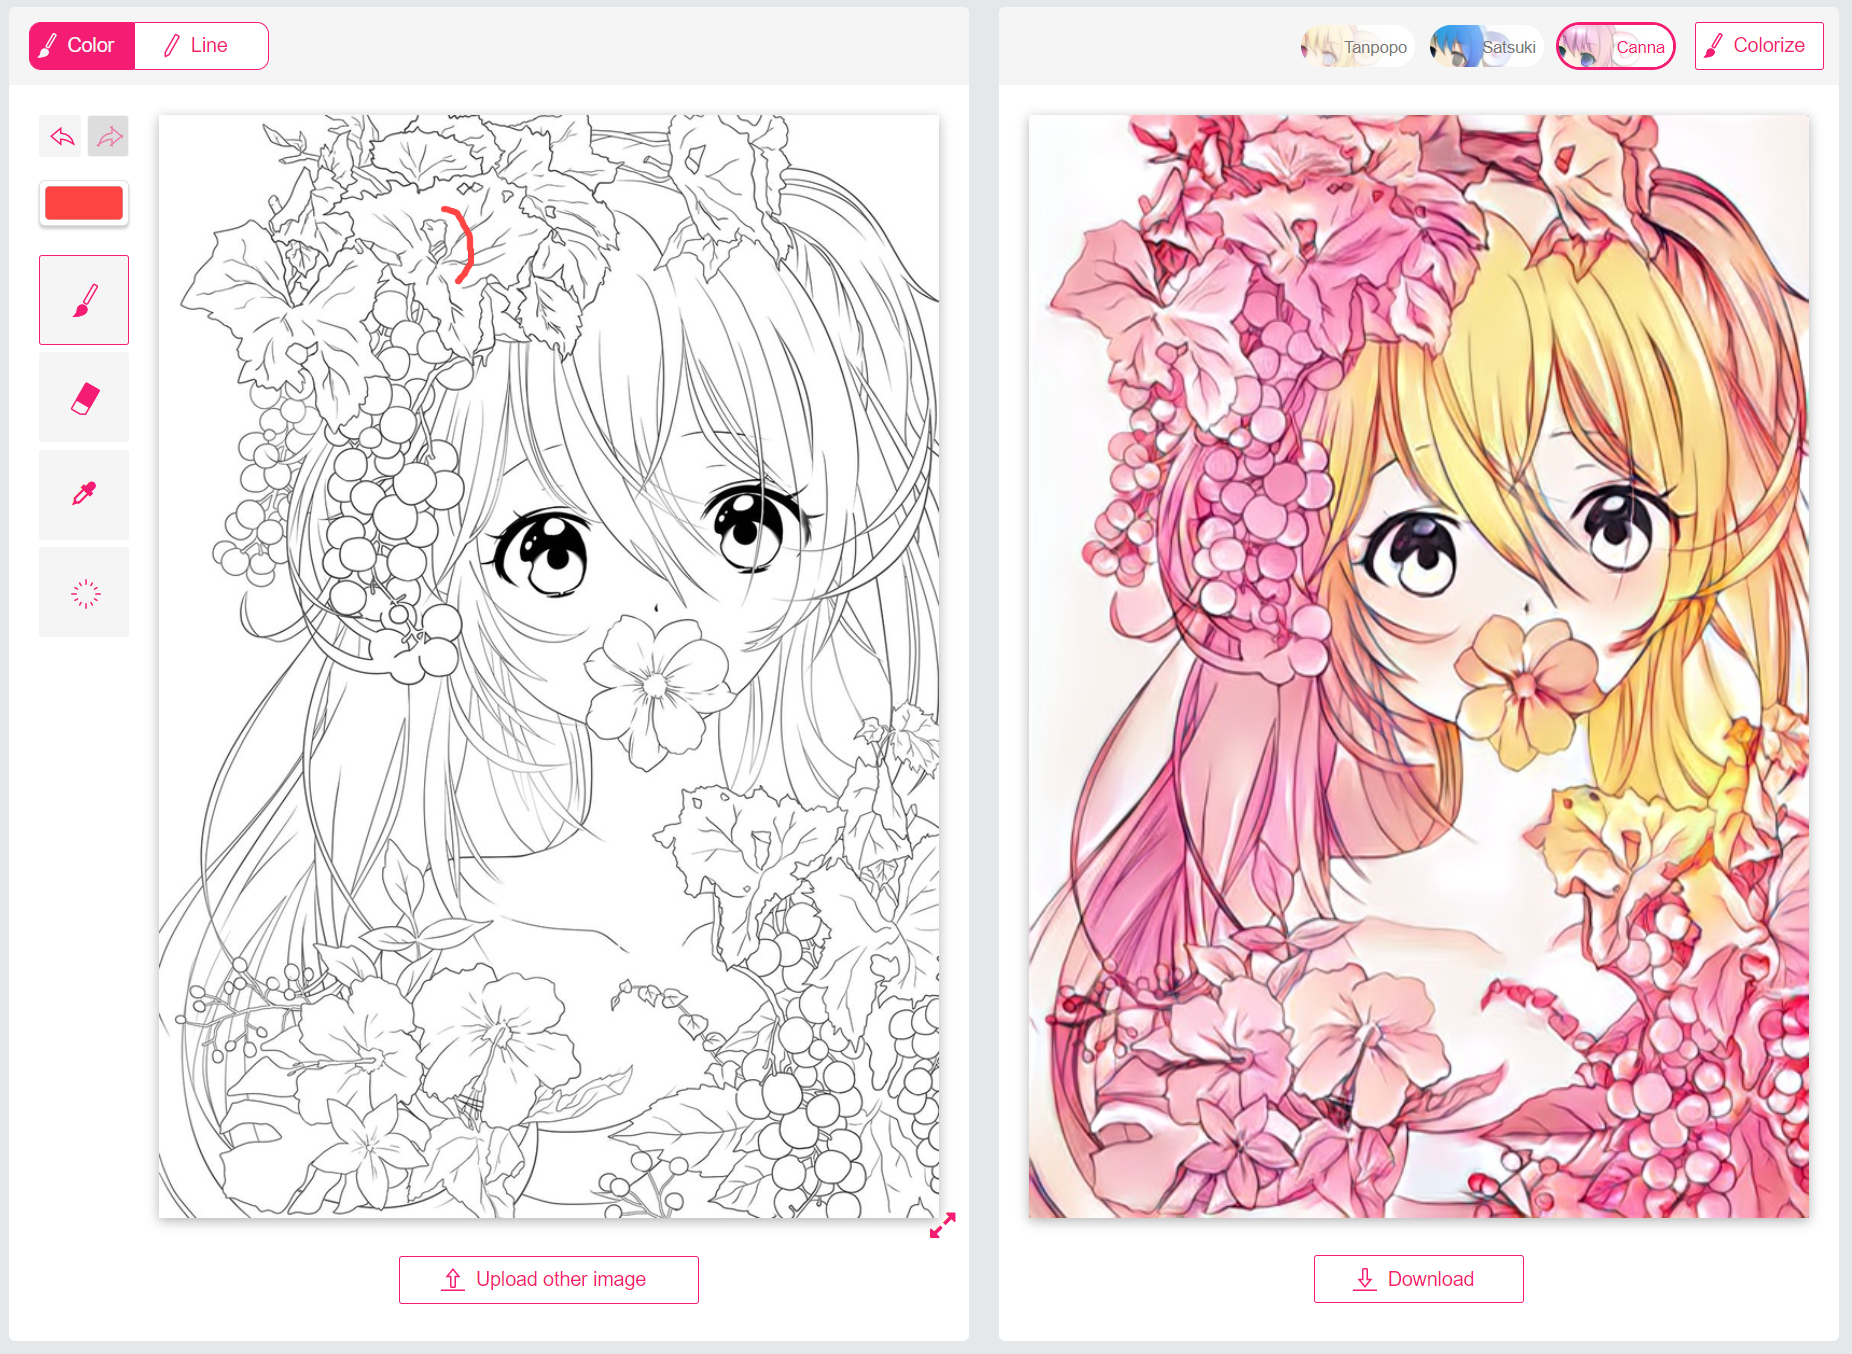 Color
Line
Tanpopo
Satsuki
Canna
Colorize
Upload other image
Download